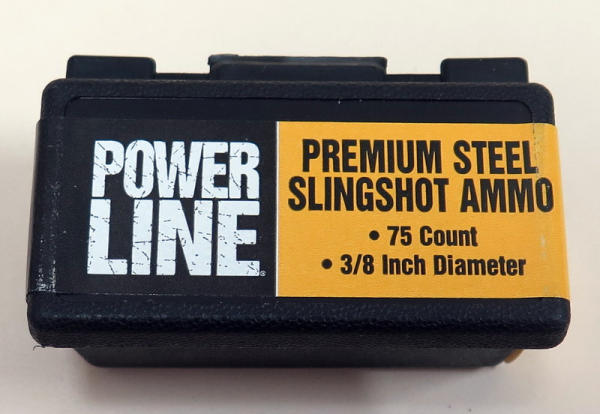 POWER
LINE®
PREMIUM STEEL
SLINGSHOT AMMO
• 75 Count
• 3/8 Inch Diameter